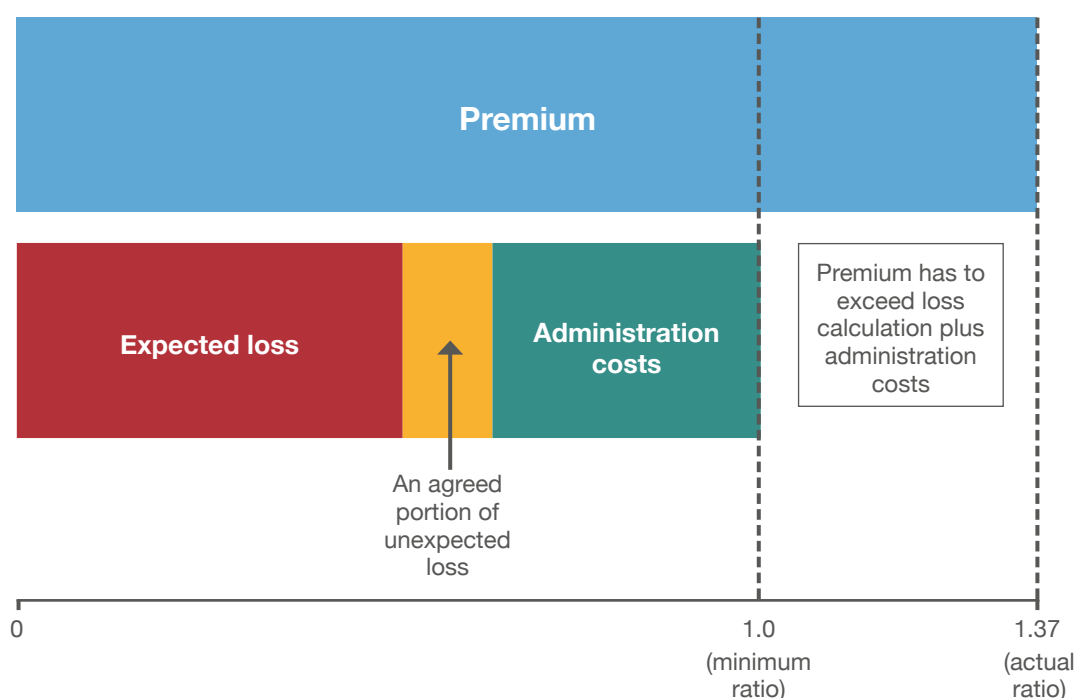 Premium
Expected loss
Administration
costs
Premium has to
exceed loss
calculation plus
administration
costs
An agreed
portion of
unexpected
loss
0
1.0
(minimum
ratio)
1.37
(actual
ratio)